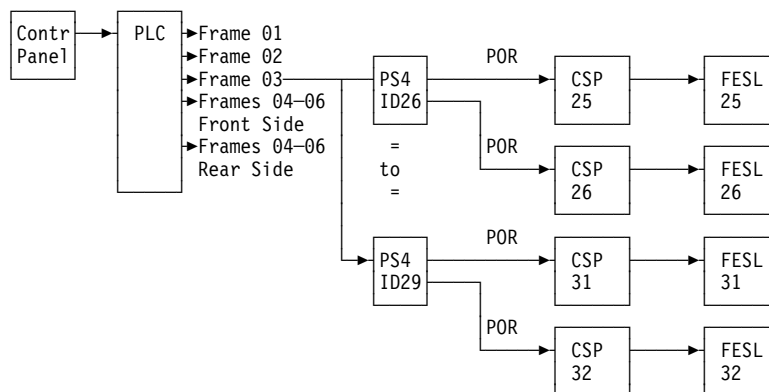 Contr
Panel
PLC
Frame 01
Frame 02
Frame 03
Frames 04—06
Front Side
Frames 04—06
Rear Side
PS4
ID26
=
to
=
PS4
ID29
POR
CSP
25
FESL
25
POR
CSP
26
FESL
26
POR
CSP
31
FESL
31
POR
CSP
32
FESL
32